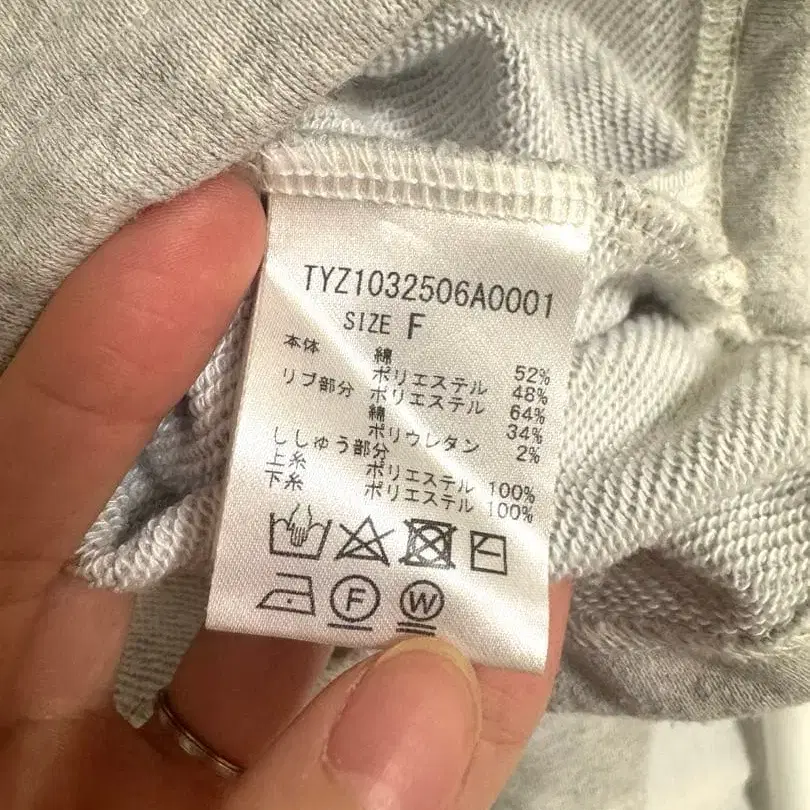 TYZ1032506A0001
SIZE F
本体 綿 52%
ポリエステル 48%
リブ部分 ポリエステル 64%
綿 34%
ポリウレタン 2%
ししゅう部分
上糸 ポリエステル 100%
下糸 ポリエステル 100%
F W